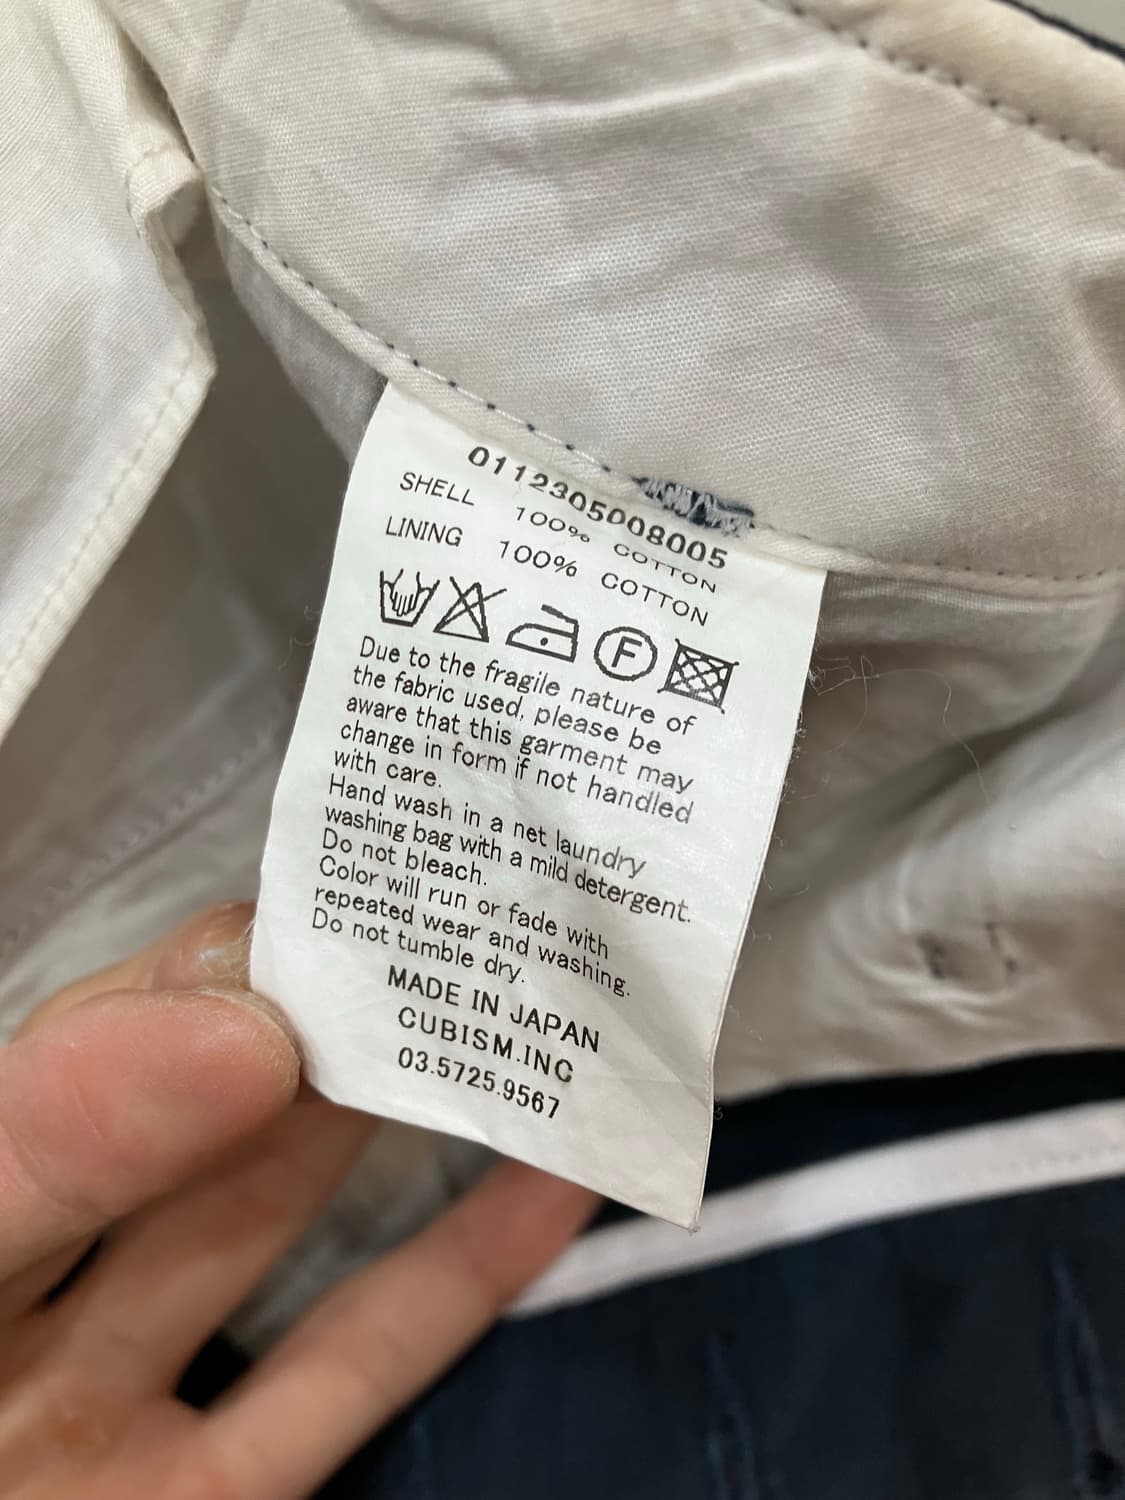 0112305008005
SHELL 100% COTTON
LINING 100% COTTON
F
Due to the fragile nature of
the fabric used, please be
aware that this garment may
change in form if not handled
with care.
Hand wash in a net laundry
washing bag with a mild detergent.
Do not bleach.
Color will run or fade with
repeated wear and washing.
Do not tumble dry.
MADE IN JAPAN
CUBISM.INC
03.5725.9567